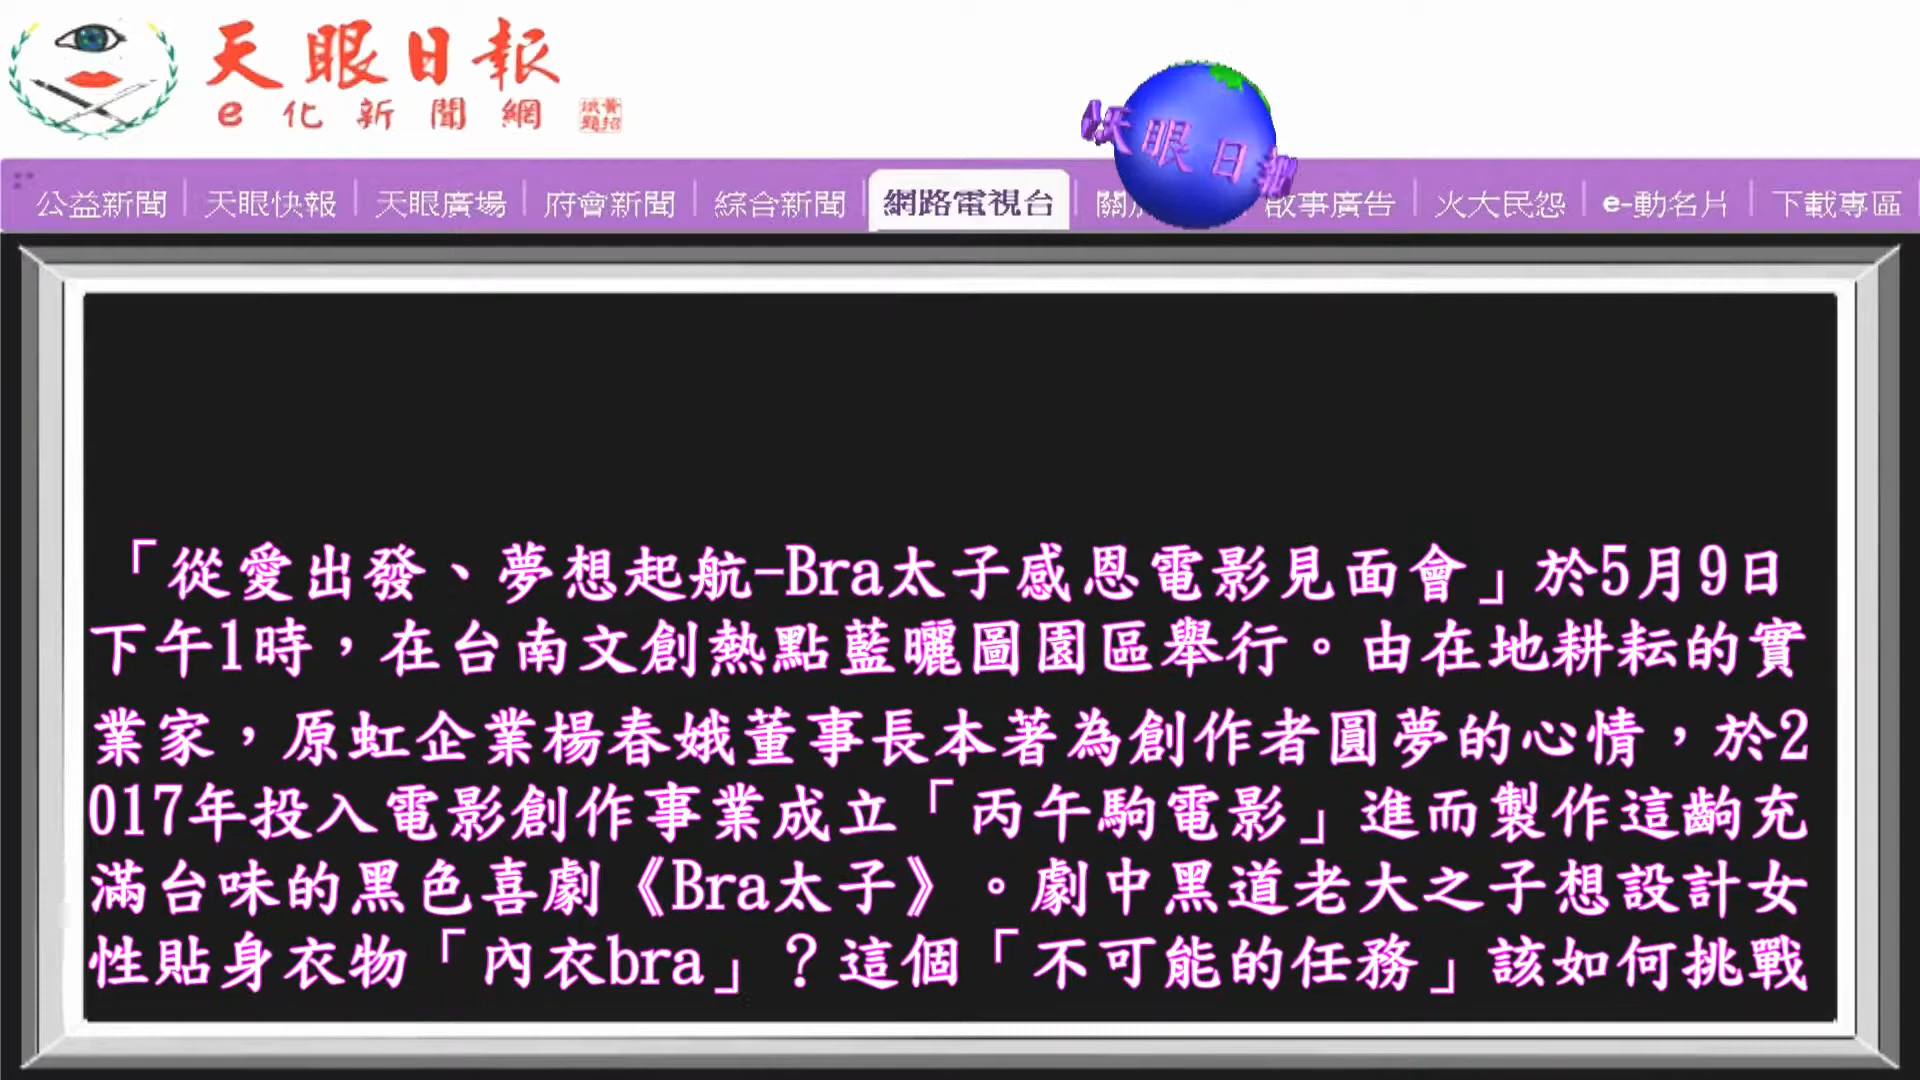 天眼日報
e化新聞網
公益新聞
天眼快報
天眼廣場
府會新聞
綜合新聞
網路電視台
關於
啟事廣告
火大民怨
e-動名片
下載專區
天眼日報
「從愛出發、夢想起航-Bra太子感恩電影見面會」於5月9日
下午1時，在台南文創熱點藍曬圖園區舉行。由在地耕耘的實
業家，原虹企業楊春娥董事長本著為創作者圓夢的心情，於2
017年投入電影創作事業成立「丙午駒電影」進而製作這齣充
滿台味的黑色喜劇《Bra太子》。劇中黑道老大之子想設計女
性貼身衣物「內衣bra」？這個「不可能的任務」該如何挑戰